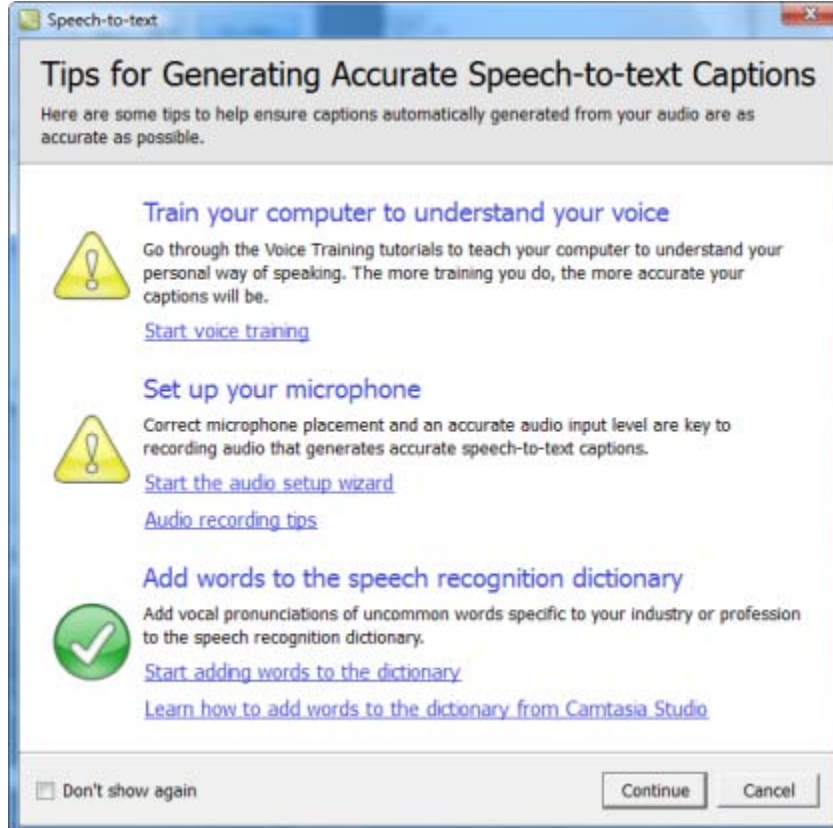 Speech-to-text
Tips for Generating Accurate Speech-to-text Captions
Here are some tips to help ensure captions automatically generated from your audio are as
accurate as possible.
Train your computer to understand your voice
Go through the Voice Training tutorials to teach your computer to understand your
personal way of speaking. The more training you do, the more accurate your
captions will be.
Start voice training
Set up your microphone
Correct microphone placement and an accurate audio input level are key to
recording audio that generates accurate speech-to-text captions.
Start the audio setup wizard
Audio recording tips
Add words to the speech recognition dictionary
Add vocal pronunciations of uncommon words specific to your industry or profession
to the speech recognition dictionary.
Start adding words to the dictionary
Learn how to add words to the dictionary from Camtasia Studio
Don't show again
Continue
Cancel